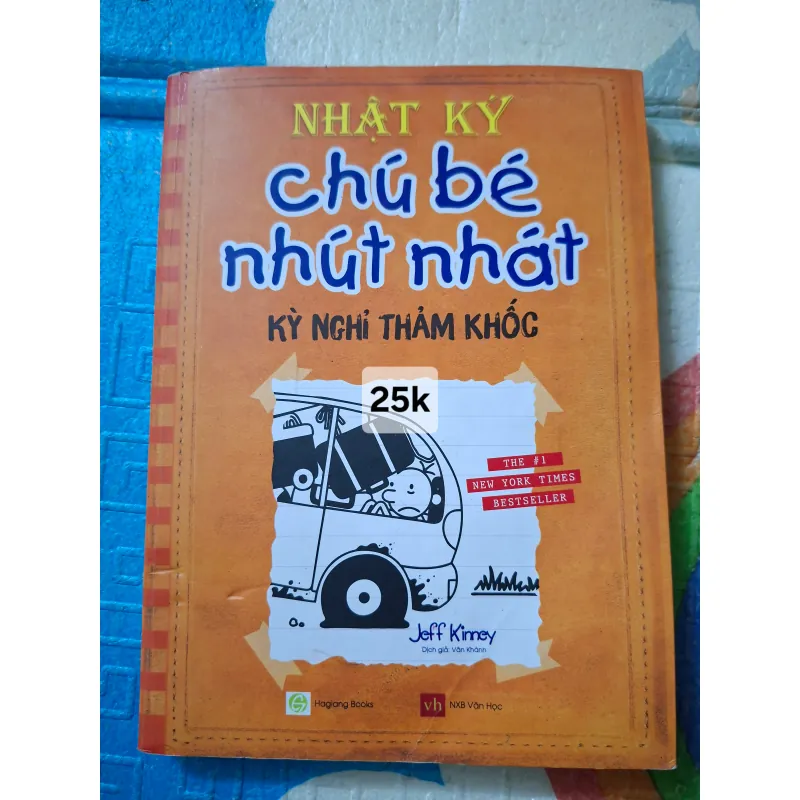 NHẬT KÝ
chú bé
nhút nhát
KỲ NGHỈ THẢM KHỐC
25k
THE #1
NEW YORK TIMES
BESTSELLER
Jeff Kinney
Dịch giả: Vân Khánh
Hagiang Books
vh NXB Văn Học